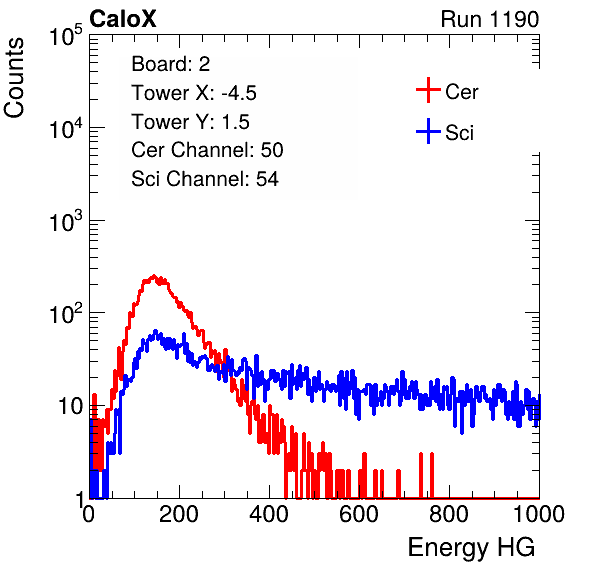 CaloX Run 1190
Counts
Board: 2
Tower X: -4.5
Tower Y: 1.5
Cer Channel: 50
Sci Channel: 54
Cer
Sci
10^5
10^4
10^3
10^2
10
1
0 200 400 600 800 1000
Energy HG